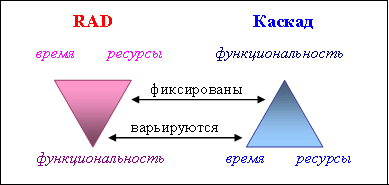 RAD Каскад
время ресурсы функциональность
фиксированы
варьируются
функциональность время ресурсы